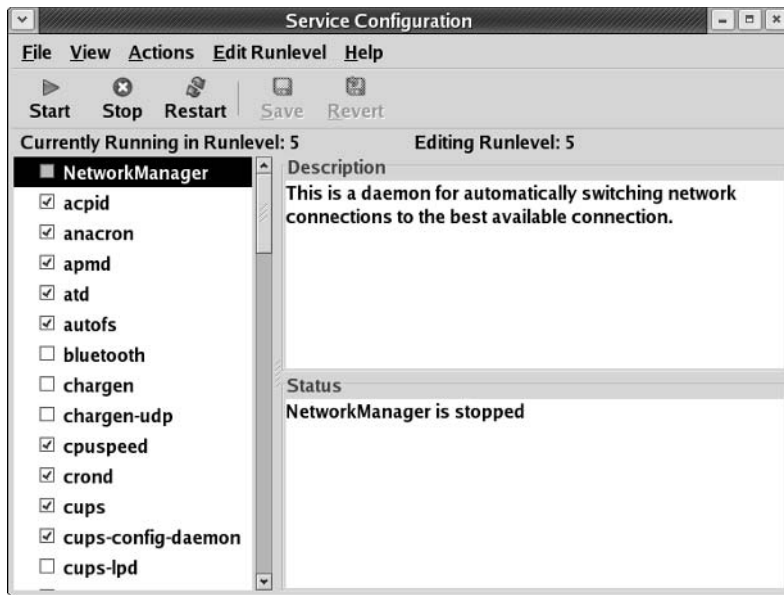 Service Configuration
File View Actions Edit Runlevel Help
Start Stop Restart Save Revert
Currently Running in Runlevel: 5 Editing Runlevel: 5
NetworkManager
acpid
anacron
apmd
atd
autofs
bluetooth
chargen
chargen-udp
cpuspeed
crond
cups
cups-config-daemon
cups-lpd
Description
This is a daemon for automatically switching network
connections to the best available connection.
Status
NetworkManager is stopped